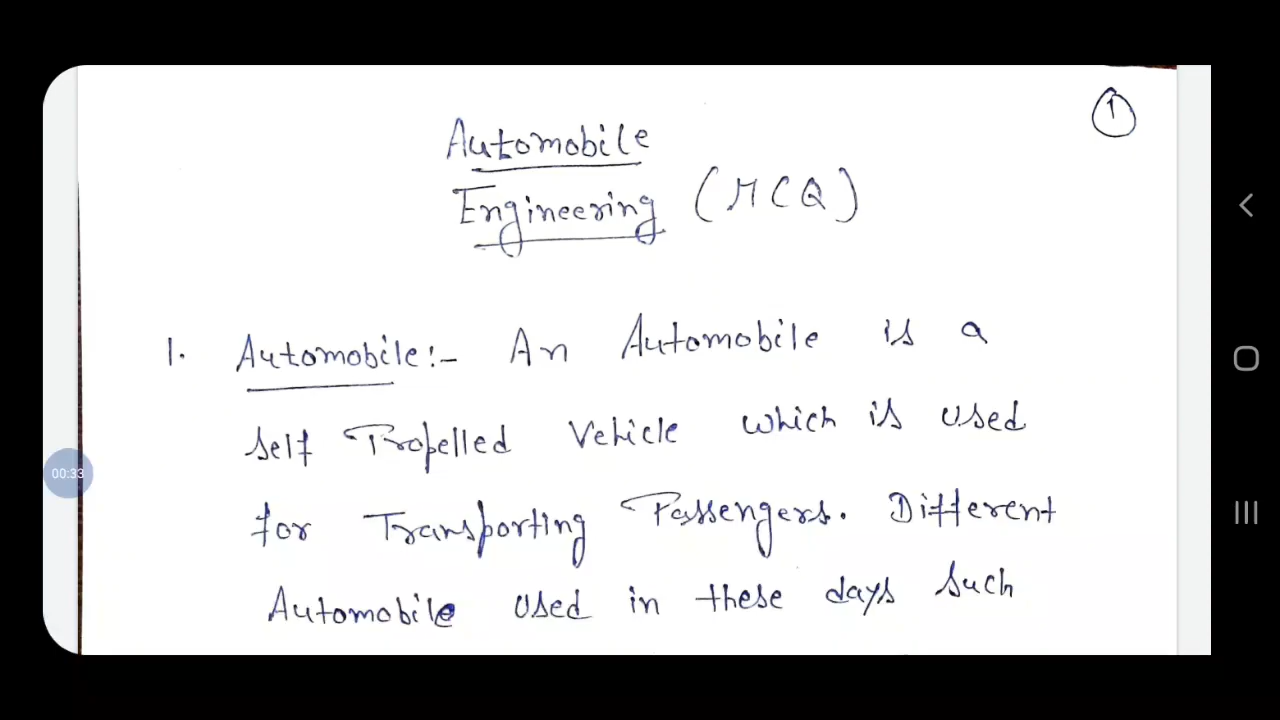 1
Automobile
Engineering (MCQ)
1. Automobile:- An Automobile is a
self Propelled Vehicle which is used
for Transporting Passengers. Different
Automobile used in these days such
00:33